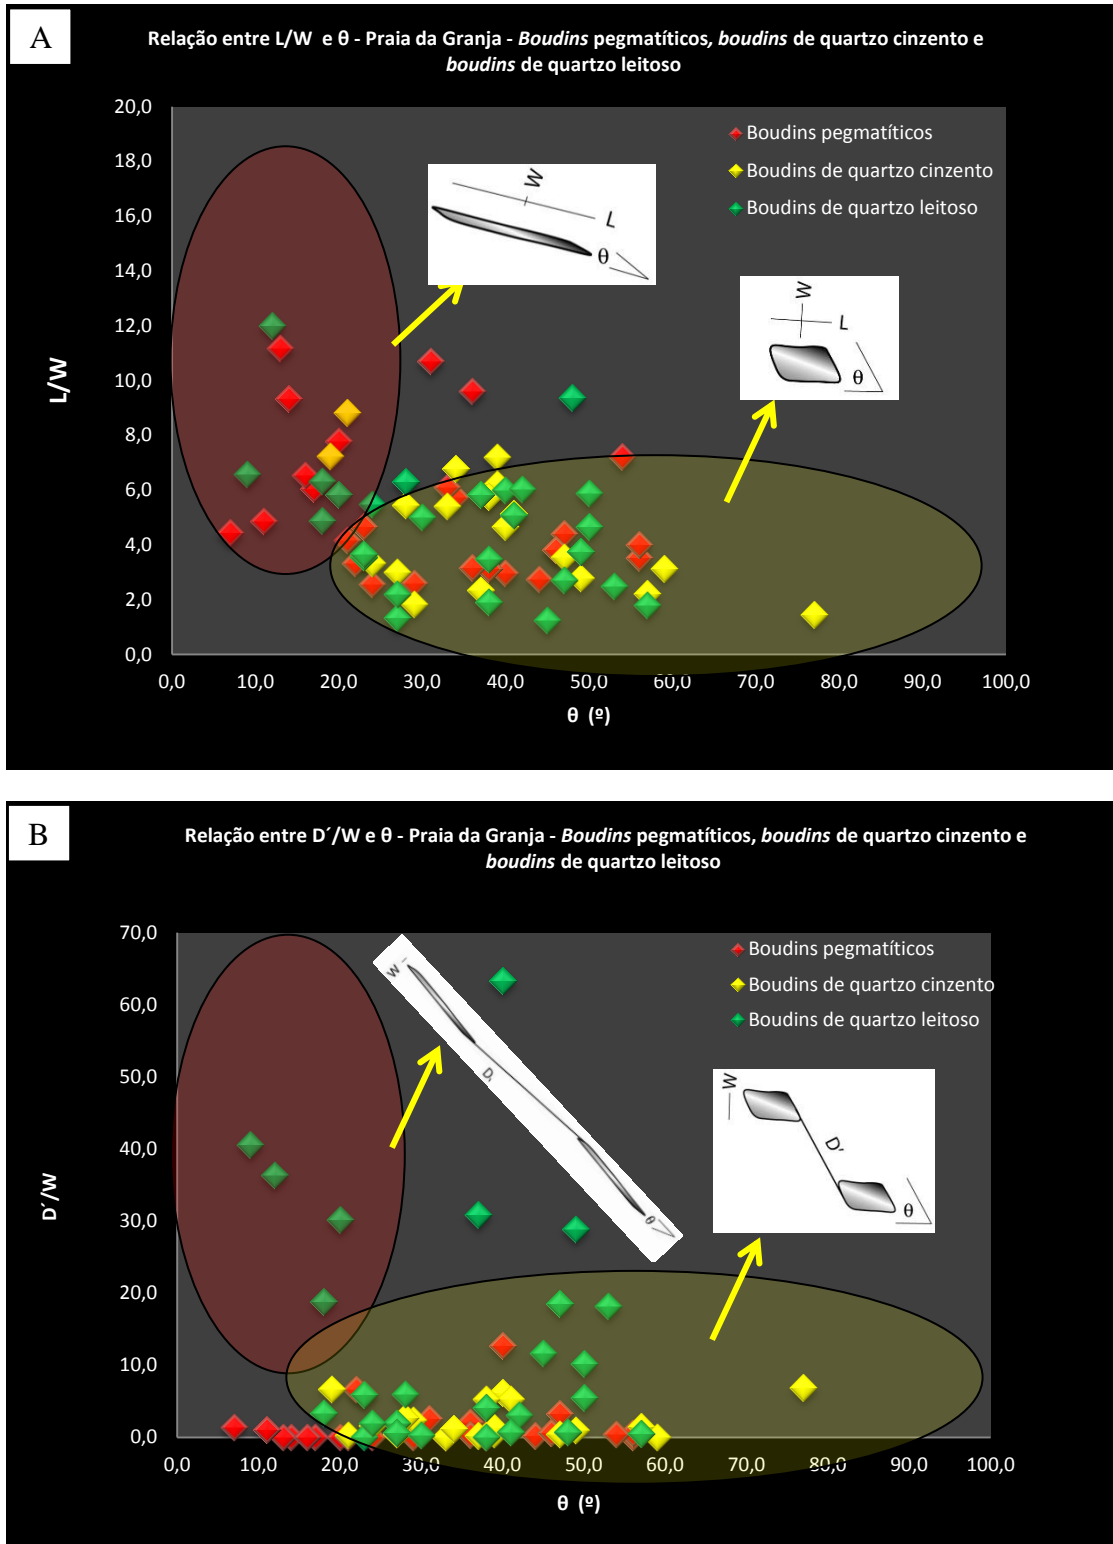 A
Relação entre L/W e θ - Praia da Granja - Boudins pegmatíticos, boudins de quartzo cinzento e
boudins de quartzo leitoso
20,0
18,0
16,0
14,0
12,0
10,0
8,0
6,0
4,0
2,0
0,0
L/W
Boudins pegmatíticos
Boudins de quartzo cinzento
Boudins de quartzo leitoso
W
L
θ
W
L
θ
0,0 10,0 20,0 30,0 40,0 50,0 60,0 70,0 80,0 90,0 100,0
θ (º)
B
Relação entre D´/W e θ - Praia da Granja - Boudins pegmatíticos, boudins de quartzo cinzento e
boudins de quartzo leitoso
70,0
60,0
50,0
40,0
30,0
20,0
10,0
0,0
D´/W
Boudins pegmatíticos
Boudins de quartzo cinzento
Boudins de quartzo leitoso
W
D'
θ
W
D'
θ
0,0 10,0 20,0 30,0 40,0 50,0 60,0 70,0 80,0 90,0 100,0
θ (º)